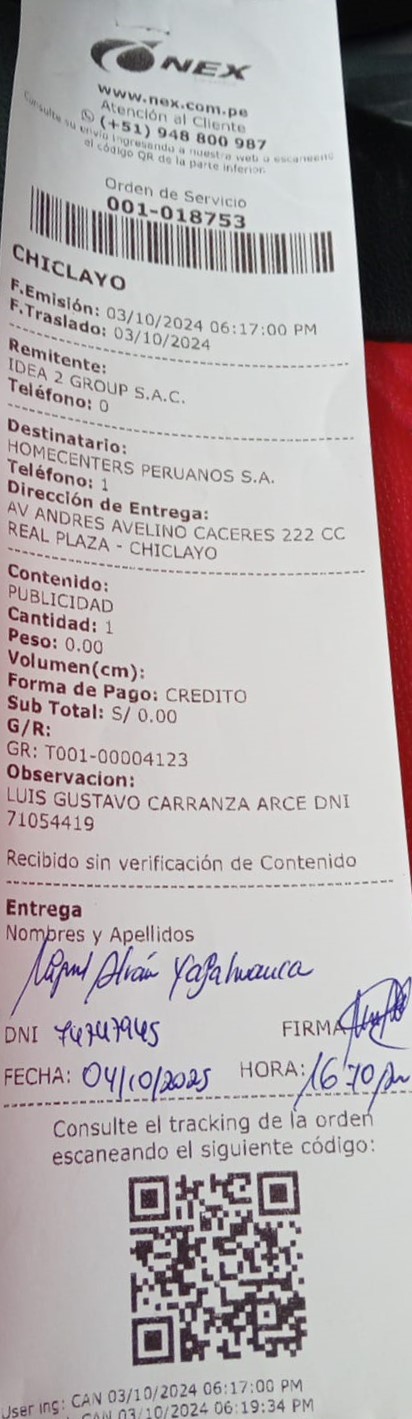 NEX
www.nex.com.pe
Atención al Cliente
(+51) 948 800 987
Consulte su envío ingresando a nuestra web o escaneando
el código QR de la parte inferior.
Orden de Servicio
001-018753
CHICLAYO
F.Emisión: 03/10/2024 06:17:00 PM
F.Traslado: 03/10/2024
Remitente:
IDEA 2 GROUP S.A.C.
Teléfono: 0
Destinatario:
HOMECENTERS PERUANOS S.A.
Teléfono: 1
Dirección de Entrega:
AV ANDRES AVELINO CACERES 222 CC
REAL PLAZA - CHICLAYO
Contenido:
PUBLICIDAD
Cantidad: 1
Peso: 0.00
Volumen(cm):
Forma de Pago: CREDITO
Sub Total: S/ 0.00
G/R:
GR: T001-00004123
Observacion:
LUIS GUSTAVO CARRANZA ARCE DNI
71054419
Recibido sin verificación de Contenido
Entrega
Nombres y Apellidos
DNI 74747945 FIRMA
FECHA: 04/10/2025 HORA:
Consulte el tracking de la orden
escaneando el siguiente código:
User ing: CAN 03/10/2024 06:17:00 PM
CAN 03/10/2024 06:19:34 PM